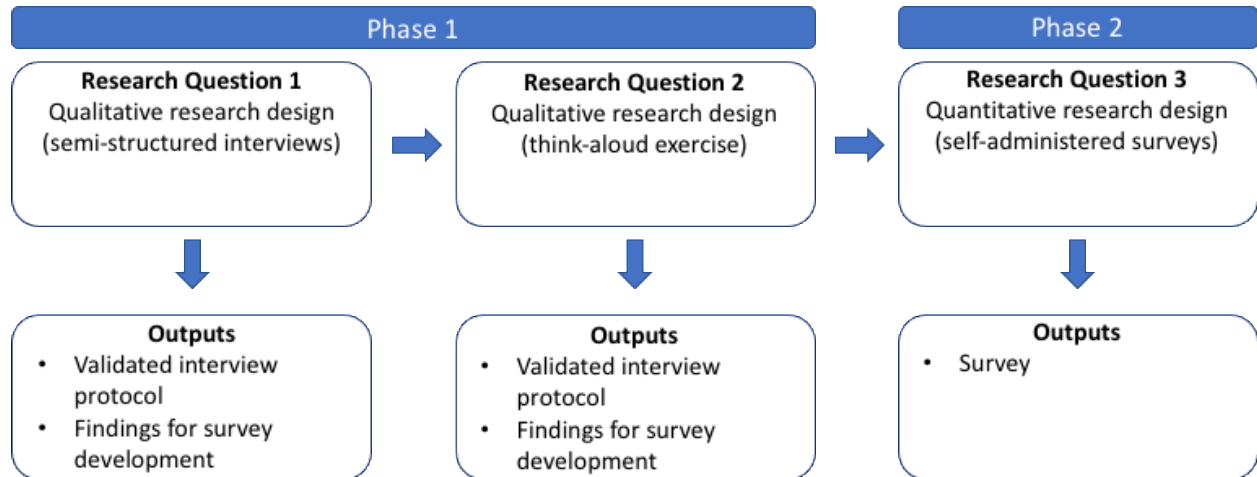 Phase 1
Phase 2
Research Question 1
Qualitative research design
(semi-structured interviews)
Research Question 2
Qualitative research design
(think-aloud exercise)
Research Question 3
Quantitative research design
(self-administered surveys)
Outputs
• Validated interview
protocol
• Findings for survey
development
Outputs
• Validated interview
protocol
• Findings for survey
development
Outputs
• Survey